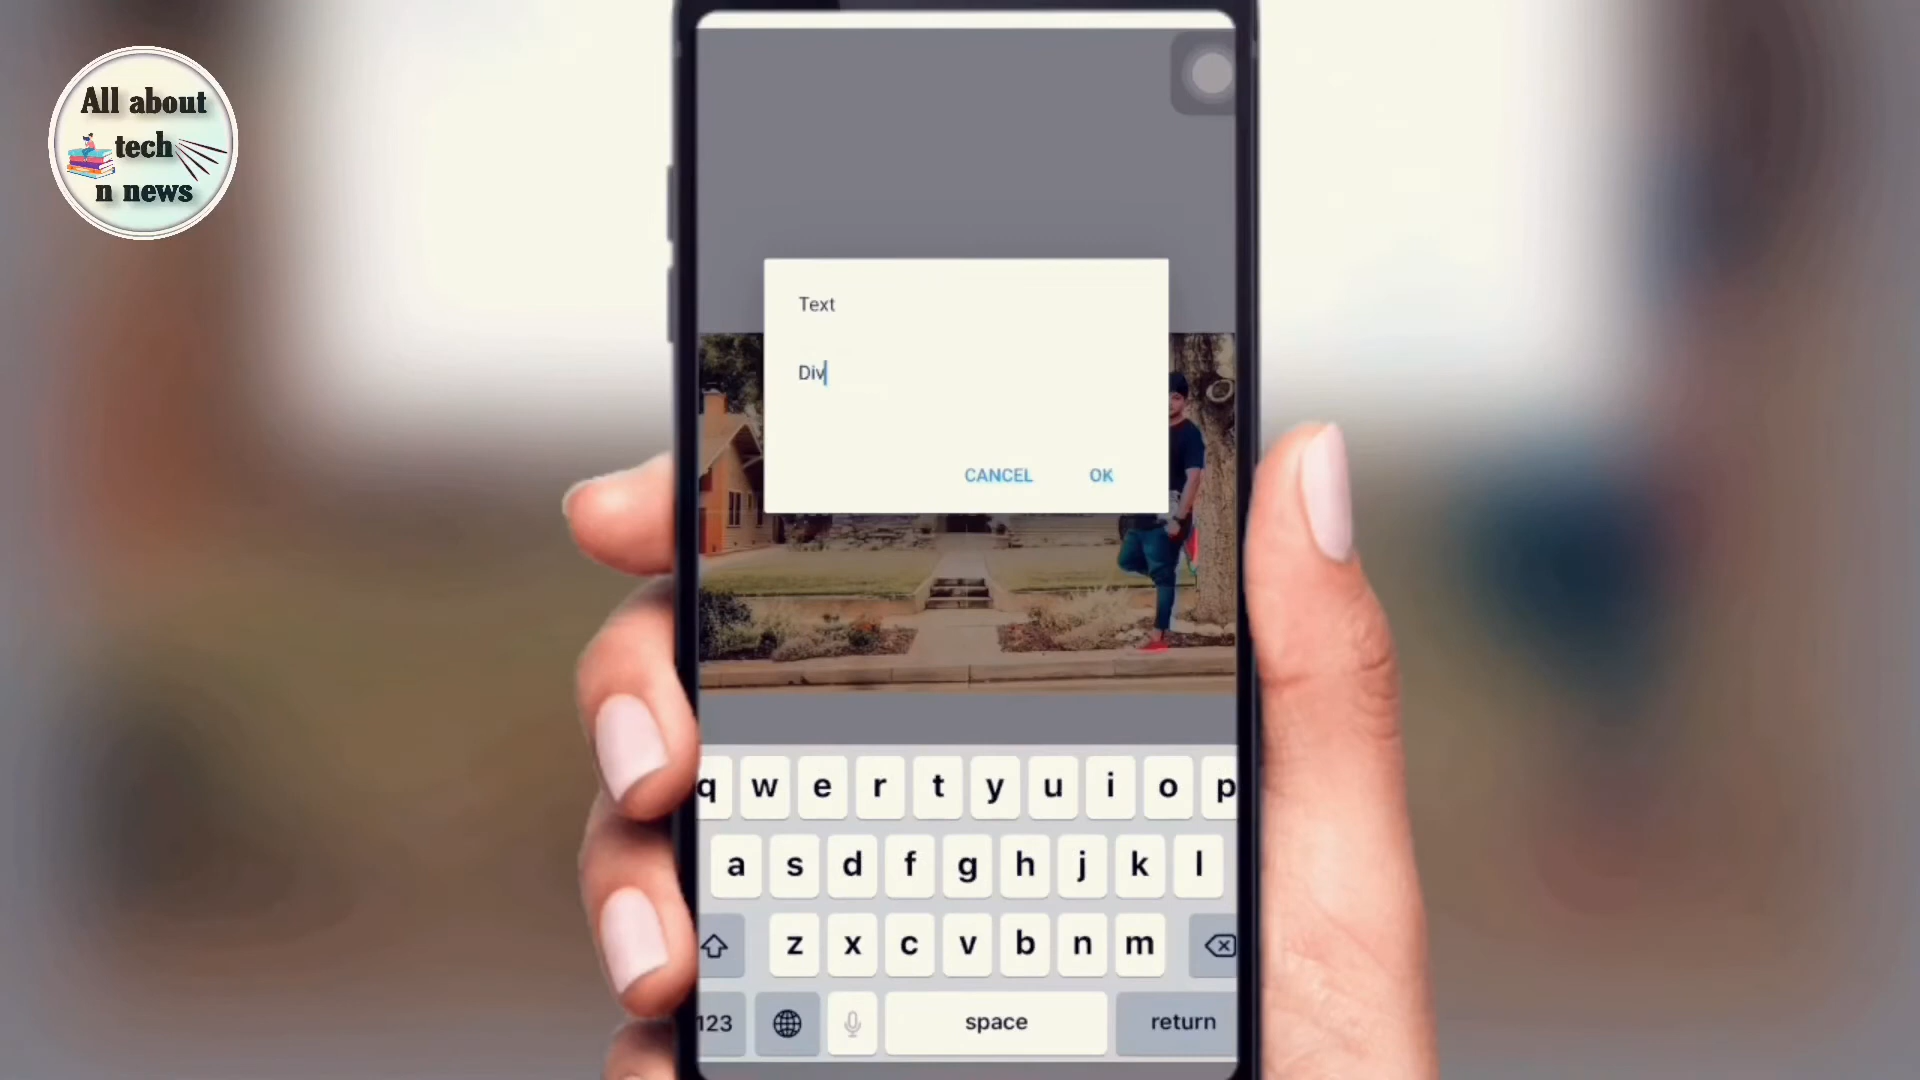 All about
tech
n news
Text
Div
CANCEL
OK
q w e r t y u i o p
a s d f g h j k l
z x c v b n m
123
space
return